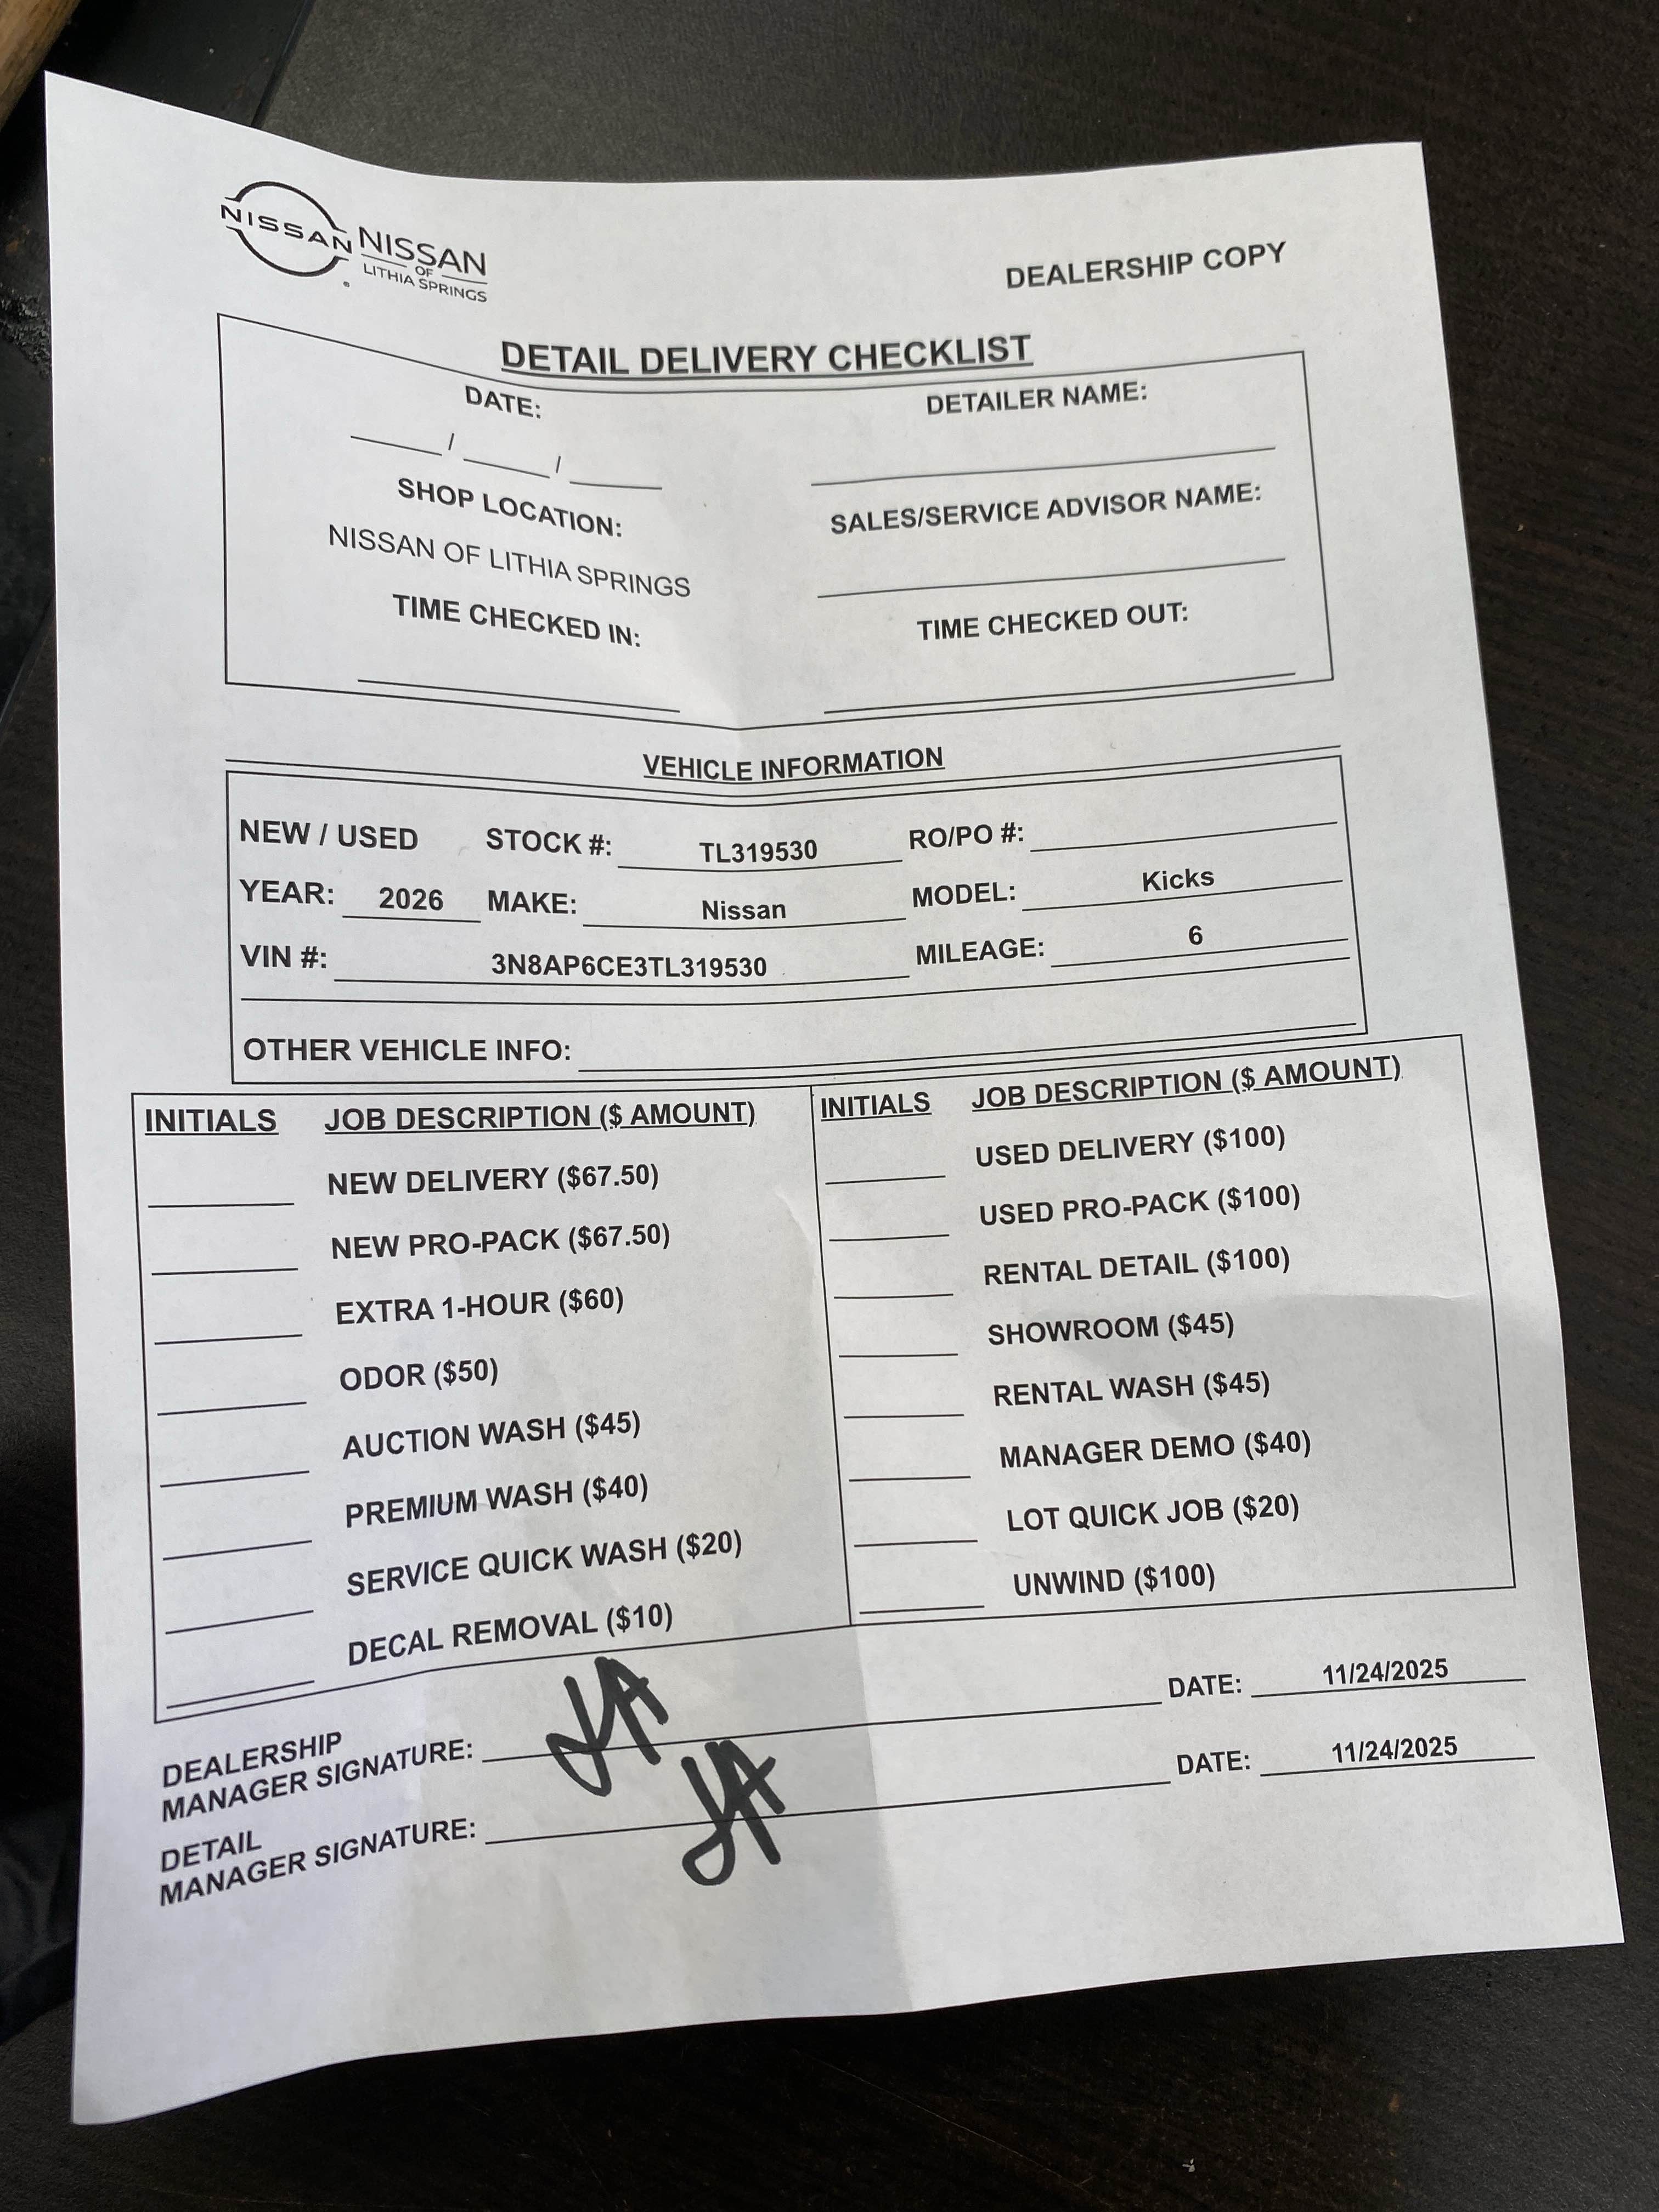 NISSAN NISSAN
OF
LITHIA SPRINGS
DEALERSHIP COPY
DETAIL DELIVERY CHECKLIST
DATE: DETAILER NAME:
____/____/____ ____________________
SHOP LOCATION: SALES/SERVICE ADVISOR NAME:
NISSAN OF LITHIA SPRINGS ____________________
TIME CHECKED IN: TIME CHECKED OUT:
VEHICLE INFORMATION
NEW / USED STOCK #: TL319530 RO/PO #:
YEAR: 2026 MAKE: Nissan MODEL: Kicks
VIN #: 3N8AP6CE3TL319530 MILEAGE: 6
OTHER VEHICLE INFO:
INITIALS JOB DESCRIPTION ($ AMOUNT)
NEW DELIVERY ($67.50)
NEW PRO-PACK ($67.50)
EXTRA 1-HOUR ($60)
ODOR ($50)
AUCTION WASH ($45)
PREMIUM WASH ($40)
SERVICE QUICK WASH ($20)
DECAL REMOVAL ($10)
INITIALS JOB DESCRIPTION ($ AMOUNT)
USED DELIVERY ($100)
USED PRO-PACK ($100)
RENTAL DETAIL ($100)
SHOWROOM ($45)
RENTAL WASH ($45)
MANAGER DEMO ($40)
LOT QUICK JOB ($20)
UNWIND ($100)
DEALERSHIP
MANAGER SIGNATURE: DATE: 11/24/2025
DETAIL
MANAGER SIGNATURE: DATE: 11/24/2025